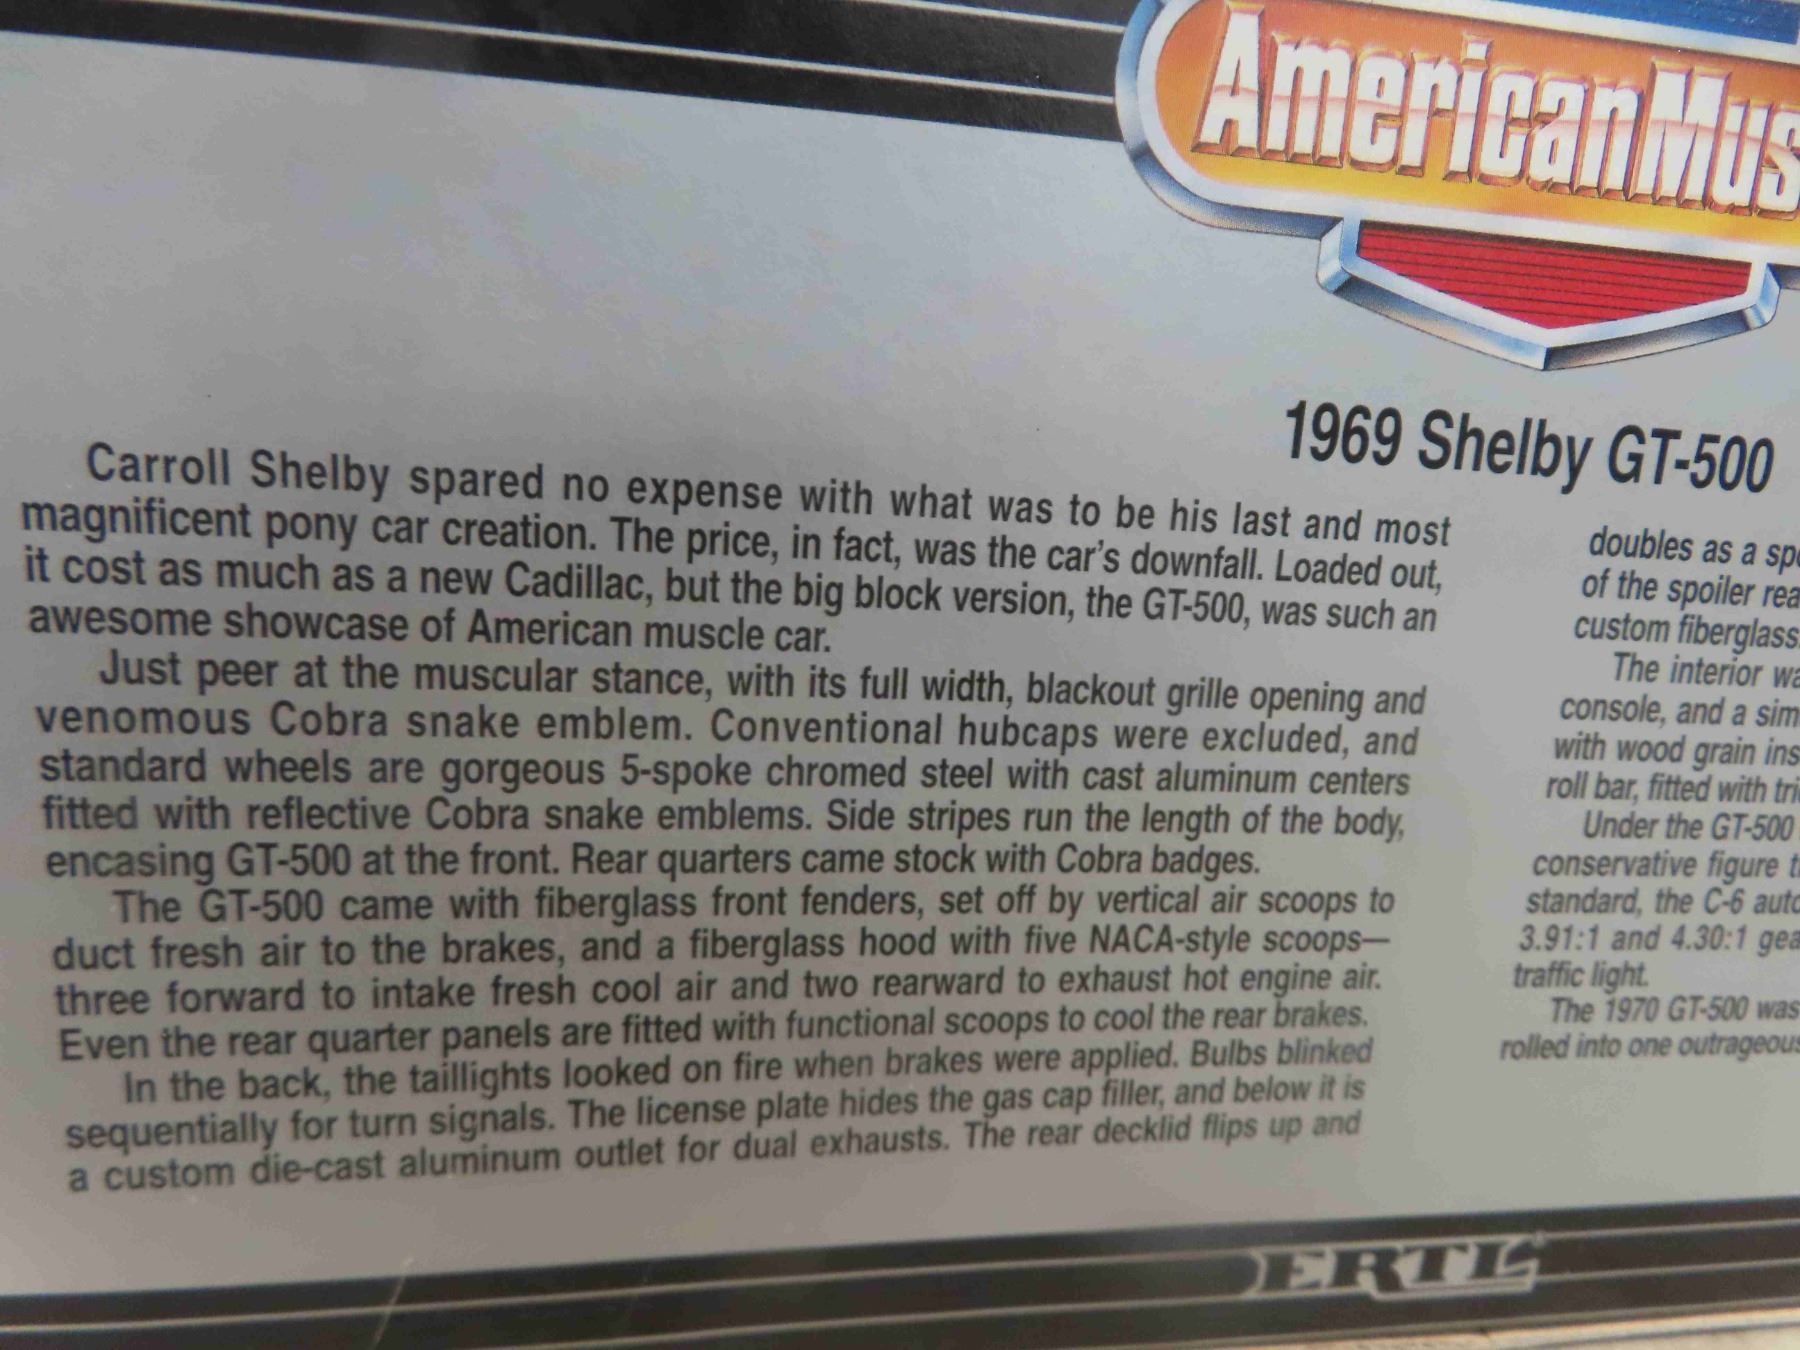 AmericanMus
1969 Shelby GT-500
Carroll Shelby spared no expense with what was to be his last and most
magnificent pony car creation. The price, in fact, was the car's downfall. Loaded out,
it cost as much as a new Cadillac, but the big block version, the GT-500, was such an
awesome showcase of American muscle car.
Just peer at the muscular stance, with its full width, blackout grille opening and
venomous Cobra snake emblem. Conventional hubcaps were excluded, and
standard wheels are gorgeous 5-spoke chromed steel with cast aluminum centers
fitted with reflective Cobra snake emblems. Side stripes run the length of the body,
encasing GT-500 at the front. Rear quarters came stock with Cobra badges.
The GT-500 came with fiberglass front fenders, set off by vertical air scoops to
duct fresh air to the brakes, and a fiberglass hood with five NACA-style scoops—
three forward to intake fresh cool air and two rearward to exhaust hot engine air.
Even the rear quarter panels are fitted with functional scoops to cool the rear brakes.
In the back, the taillights looked on fire when brakes were applied. Bulbs blinked
sequentially for turn signals. The license plate hides the gas cap filler, and below it is
a custom die-cast aluminum outlet for dual exhausts. The rear decklid flips up and
doubles as a
of the spoiler
custom fiberglass
The interior
console, and a
with wood grain
roll bar, fitted with
Under the GT-500
conservative figure
standard, the C-6
3.91:1 and 4.30:1
traffic light.
The 1970 GT-500 was
rolled into one
ERTL